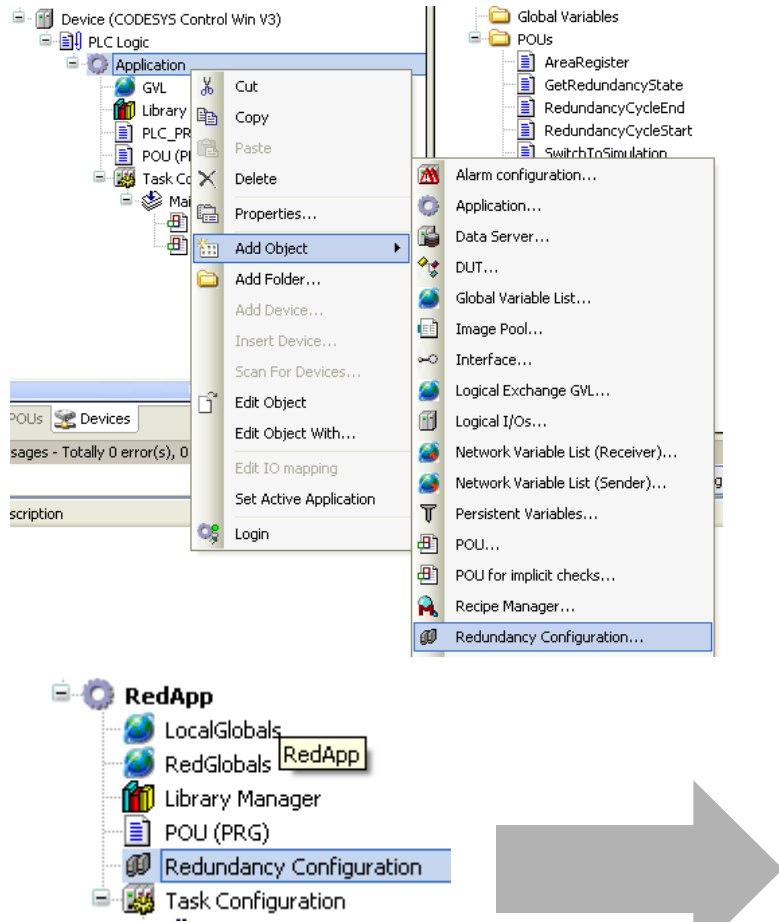 Device (CODESYS Control Win V3)
PLC Logic
Application
GVL
Library
PLC_PR
POU (P
Task Co
Mai
Cut
Copy
Paste
Delete
Properties...
Add Object
Add Folder...
Add Device...
Insert Device...
Scan For Devices...
Edit Object
Edit Object With...
Edit IO mapping
Set Active Application
Login
Global Variables
POUs
AreaRegister
GetRedundancyState
RedundancyCycleEnd
RedundancyCycleStart
SwitchToSimulation
Alarm configuration...
Application...
Data Server...
DUT...
Global Variable List...
Image Pool...
Interface...
Logical Exchange GVL...
Logical I/Os...
Network Variable List (Receiver)...
Network Variable List (Sender)...
Persistent Variables...
POU...
POU for implicit checks...
Recipe Manager...
Redundancy Configuration...
POUs
Devices
sages - Totally 0 error(s), 0
scription
RedApp
LocalGlobals
RedGlobals
RedApp
Library Manager
POU (PRG)
Redundancy Configuration
Task Configuration